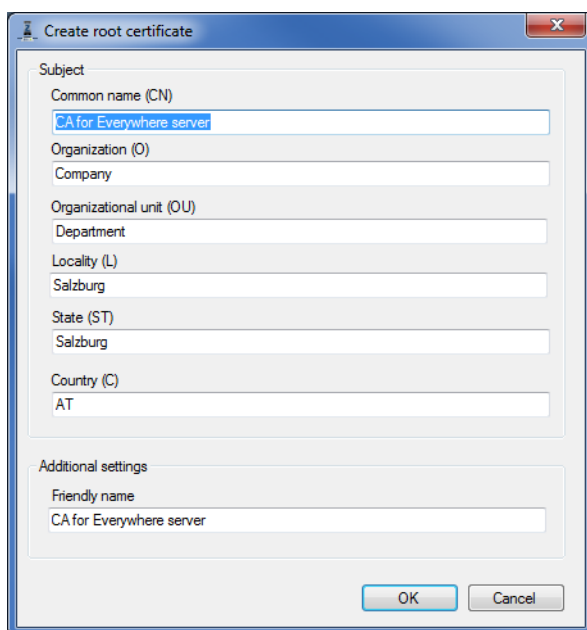 Create root certificate
Subject
Common name (CN)
CA for Everywhere server
Organization (O)
Company
Organizational unit (OU)
Department
Locality (L)
Salzburg
State (ST)
Salzburg
Country (C)
AT
Additional settings
Friendly name
CA for Everywhere server
OK Cancel